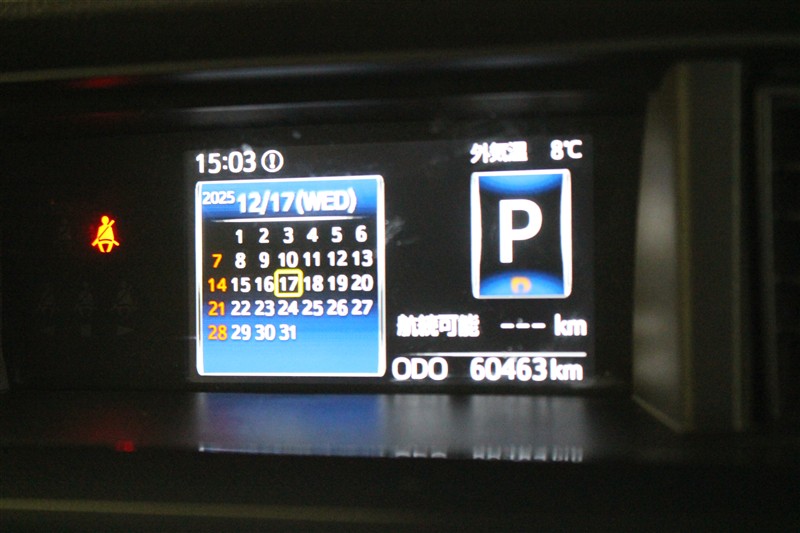 15:03
外気温 8℃
2025 12/17(WED)
1 2 3 4 5 6
7 8 9 10 11 12 13
14 15 16 17 18 19 20
21 22 23 24 25 26 27
28 29 30 31
P
航続可能 --- km
ODO 60463km